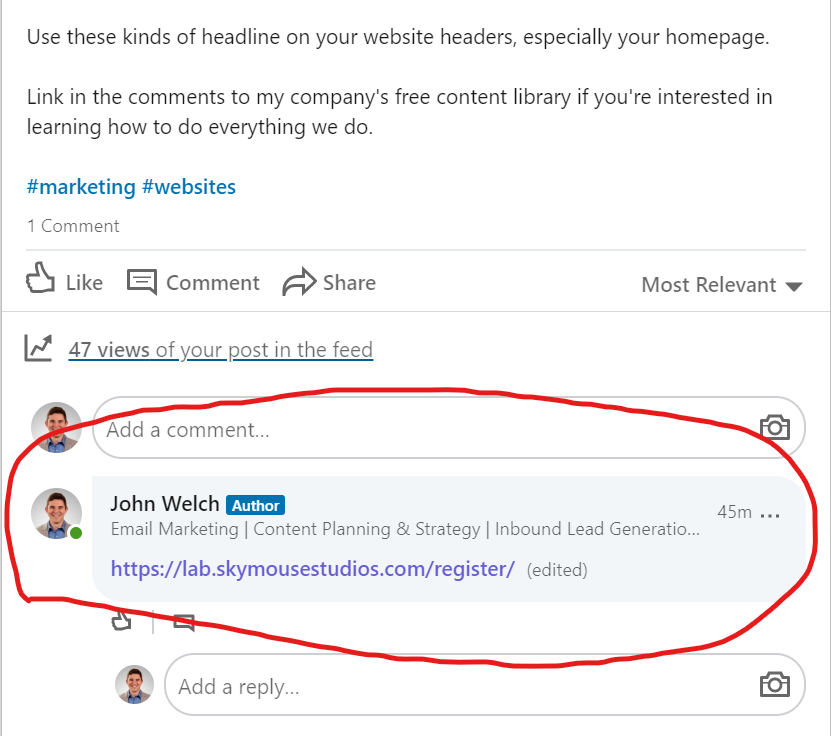 Use these kinds of headline on your website headers, especially your homepage.
Link in the comments to my company's free content library if you're interested in
learning how to do everything we do.
#marketing #websites
1 Comment
Like Comment Share Most Relevant
47 views of your post in the feed
Add a comment...
John Welch Author 45m ...
Email Marketing | Content Planning & Strategy | Inbound Lead Generatio...
https://lab.skymousestudios.com/register/ (edited)
Add a reply...